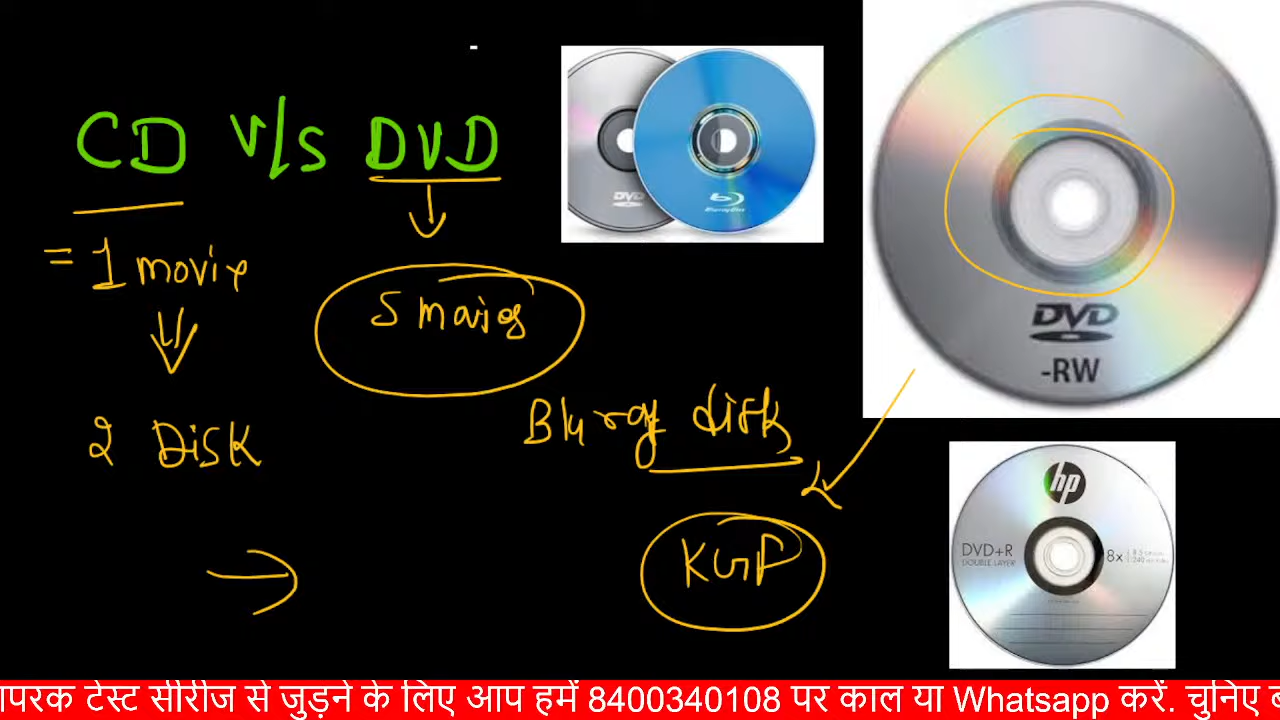 CD V/S DVD
= 1 movie
5 movies
2 Disk
Bluray disk
KGF
DVD
Blu-ray Disc
DVD
-RW
hp
DVD+R
DOUBLE LAYER
8x
ापरक टेस्ट सीरीज से जुड़ने के लिए आप हमें 8400340108 पर काल या Whatsapp करें. चुनिए ब